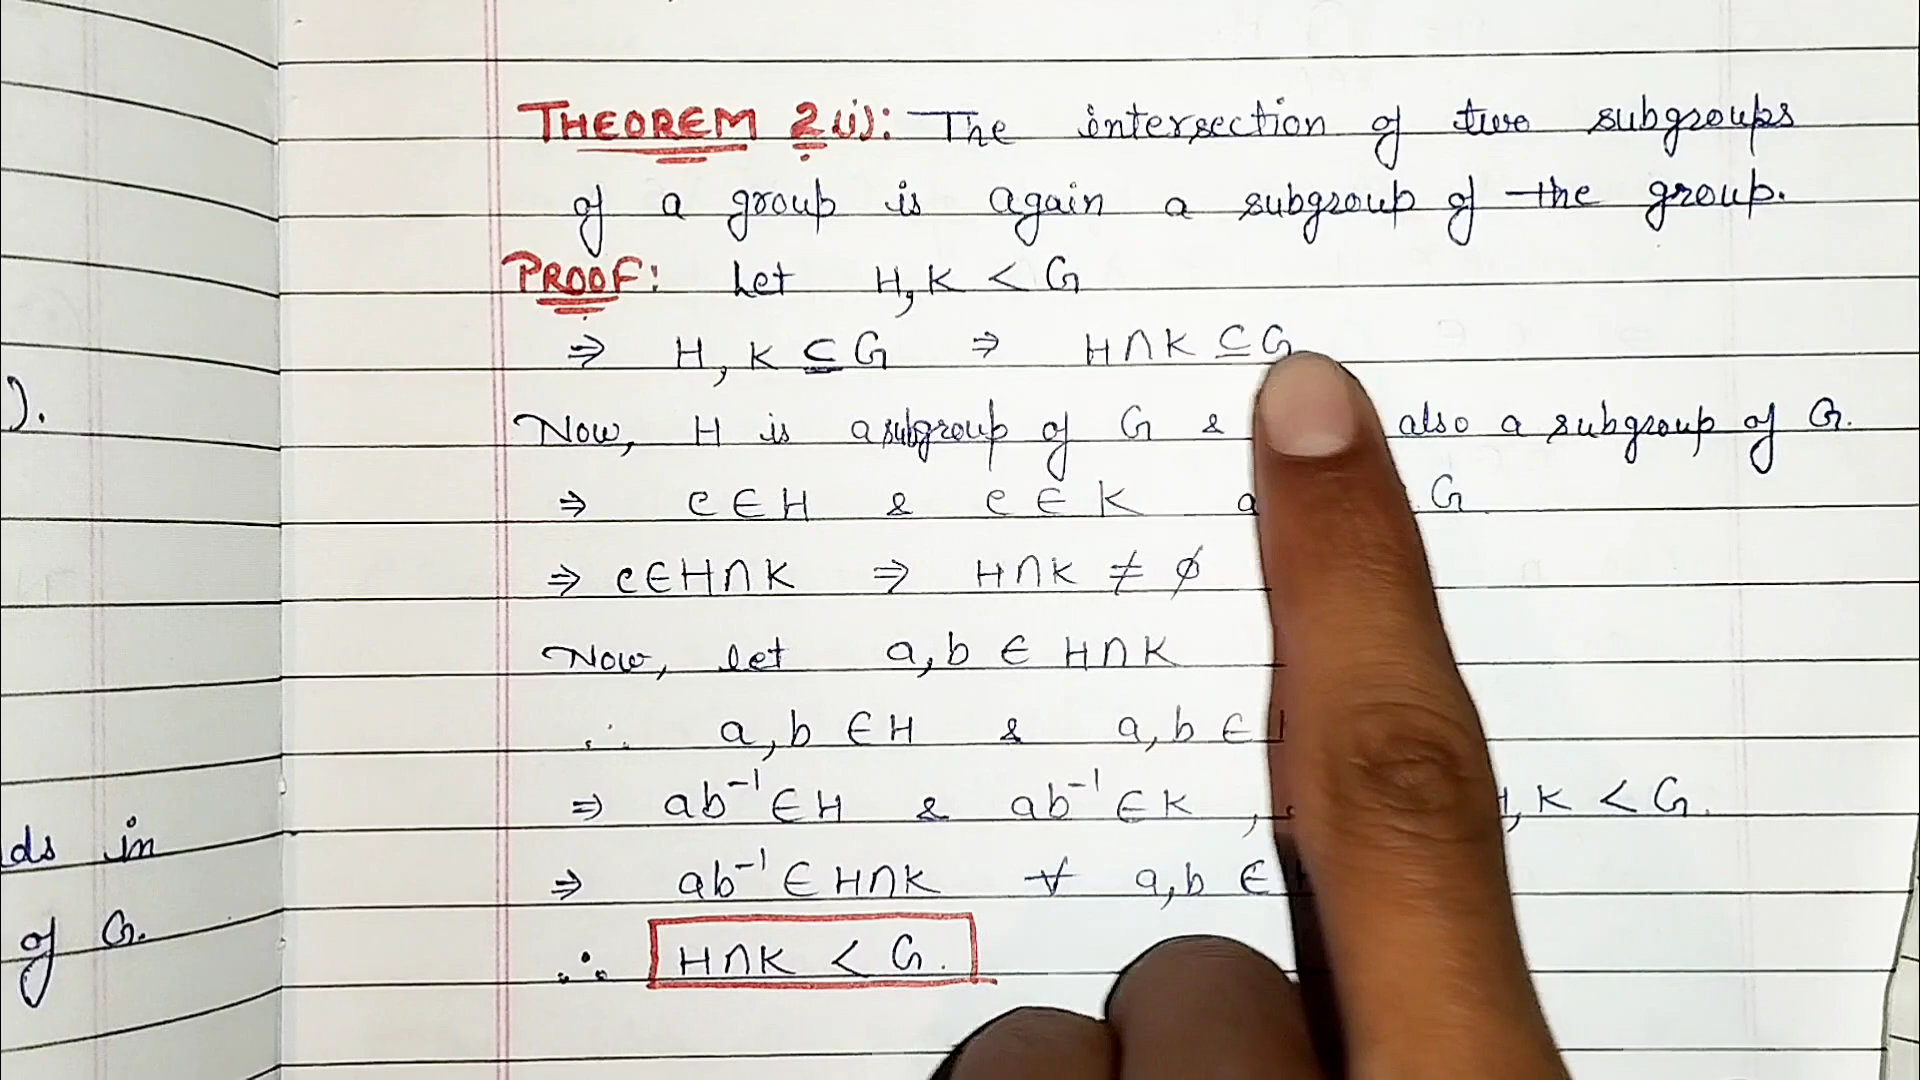 ).
ds in
of G.
THEOREM 2(i): The intersection of two subgroups
of a group is again a subgroup of the group.
PROOF: Let H, K < G
⇒ H, K ⊆ G ⇒ H∩K ⊆ G
Now, H is a subgroup of G & also a subgroup of G.
⇒ e ∈ H & e ∈ K G
⇒ e ∈ H∩K ⇒ H∩K ≠ ϕ
Now, let a, b ∈ H∩K
∴ a, b ∈ H & a, b ∈
⇒ ab⁻¹ ∈ H & ab⁻¹ ∈ K , K < G.
⇒ ab⁻¹ ∈ H∩K ∀ a, b ∈
∴ H∩K < G.